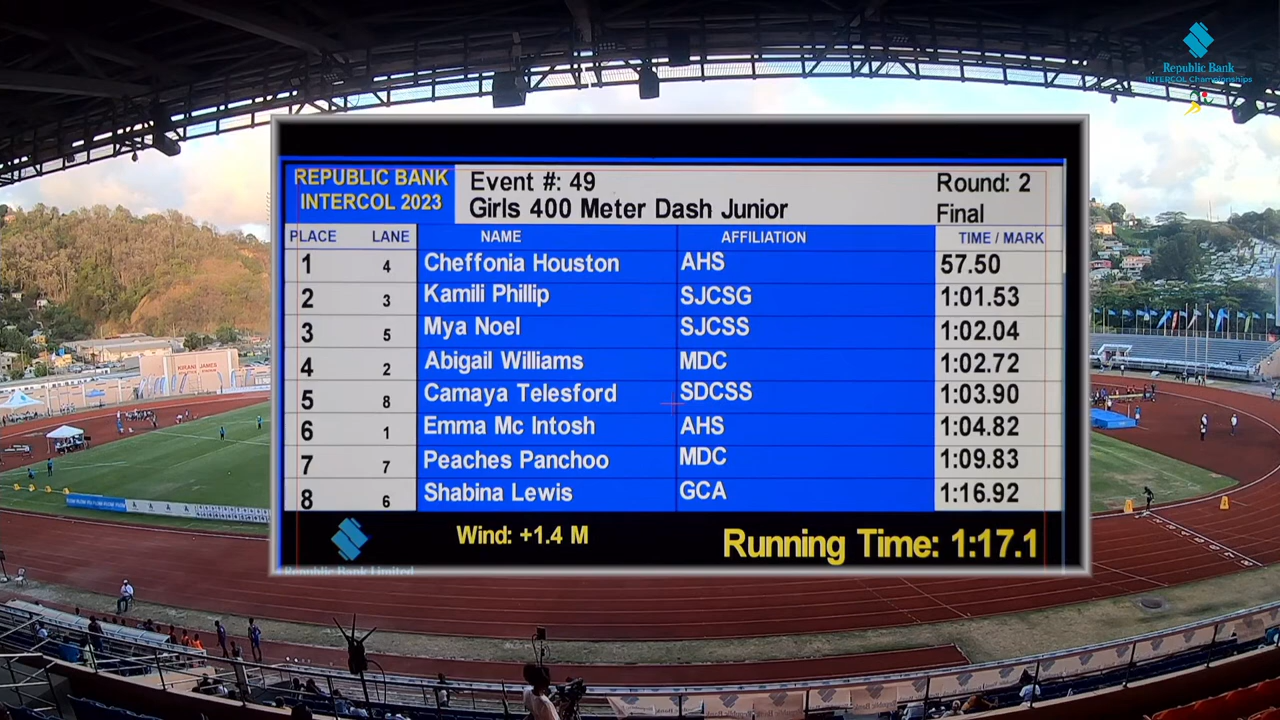 Republic Bank
INTERCOL Championships
REPUBLIC BANK
INTERCOL 2023
Event #: 49
Girls 400 Meter Dash Junior
Round: 2
Final
PLACE LANE NAME AFFILIATION TIME / MARK
1 4 Cheffonia Houston AHS 57.50
2 3 Kamili Phillip SJCSG 1:01.53
3 5 Mya Noel SJCSS 1:02.04
4 2 Abigail Williams MDC 1:02.72
5 8 Camaya Telesford SDCSS 1:03.90
6 1 Emma Mc Intosh AHS 1:04.82
7 7 Peaches Panchoo MDC 1:09.83
8 6 Shabina Lewis GCA 1:16.92
Wind: +1.4 M
Running Time: 1:17.1
Republic Bank Limited
KIRANI JAMES